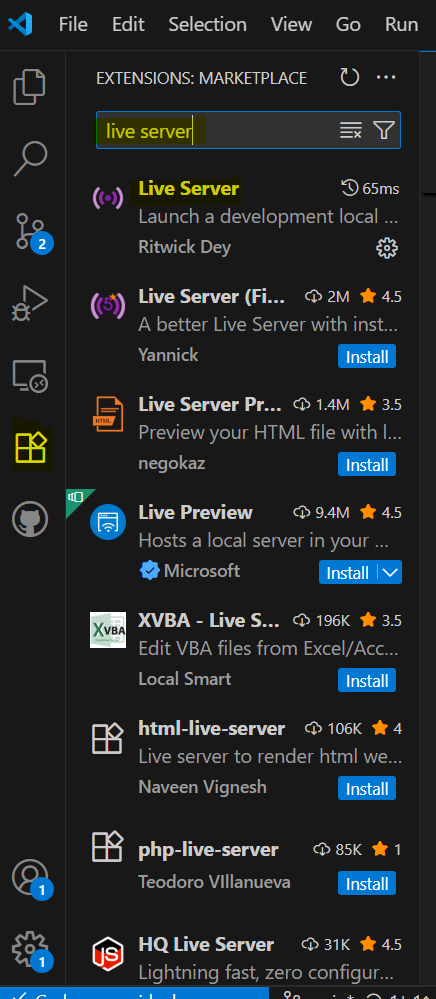 File Edit Selection View Go Run
EXTENSIONS: MARKETPLACE
live server
Live Server 65ms
Launch a development local ...
Ritwick Dey
2
Live Server (Fi... 2M 4.5
A better Live Server with inst...
Yannick Install
Live Server Pr... 1.4M 3.5
Preview your HTML file with l...
negokaz Install
Live Preview 9.4M 4.5
Hosts a local server in your ...
Microsoft Install
XVBA - Live S... 196K 3.5
Edit VBA files from Excel/Acc...
Local Smart Install
html-live-server 106K 4
Live server to render html we...
Naveen Vignesh Install
php-live-server 85K 1
Teodoro VIllanueva Install
1
HQ Live Server 31K 4.5
1
Lightning fast, zero configur...